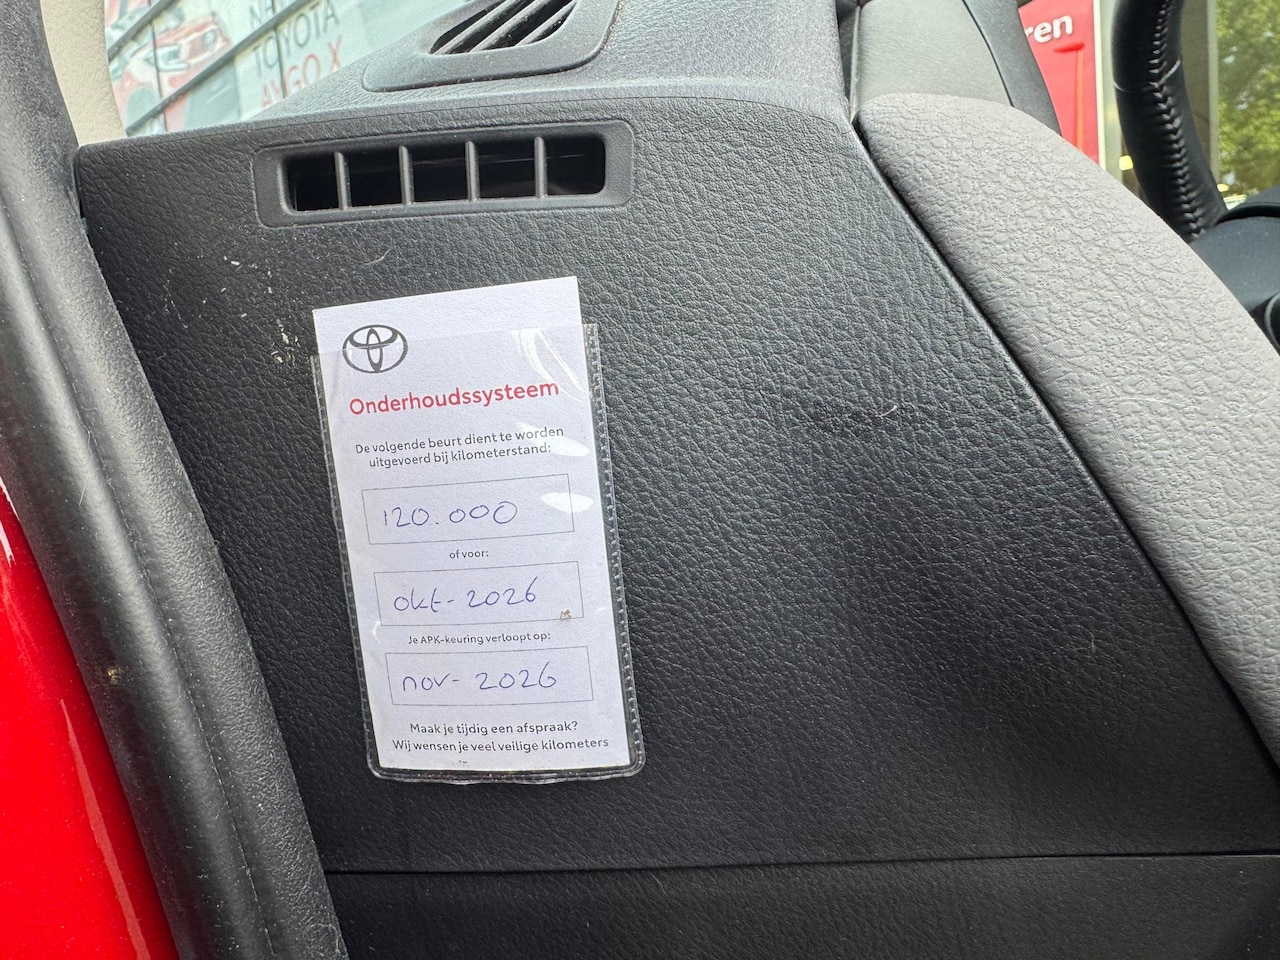 TOYOTA
AYGO X
ren
Onderhoudssysteem
De volgende beurt dient te worden
uitgevoerd bij kilometerstand:
120.000
of voor:
okt - 2026
Je APK-keuring verloopt op:
nov - 2026
Maak je tijdig een afspraak?
Wij wensen je veel veilige kilometers